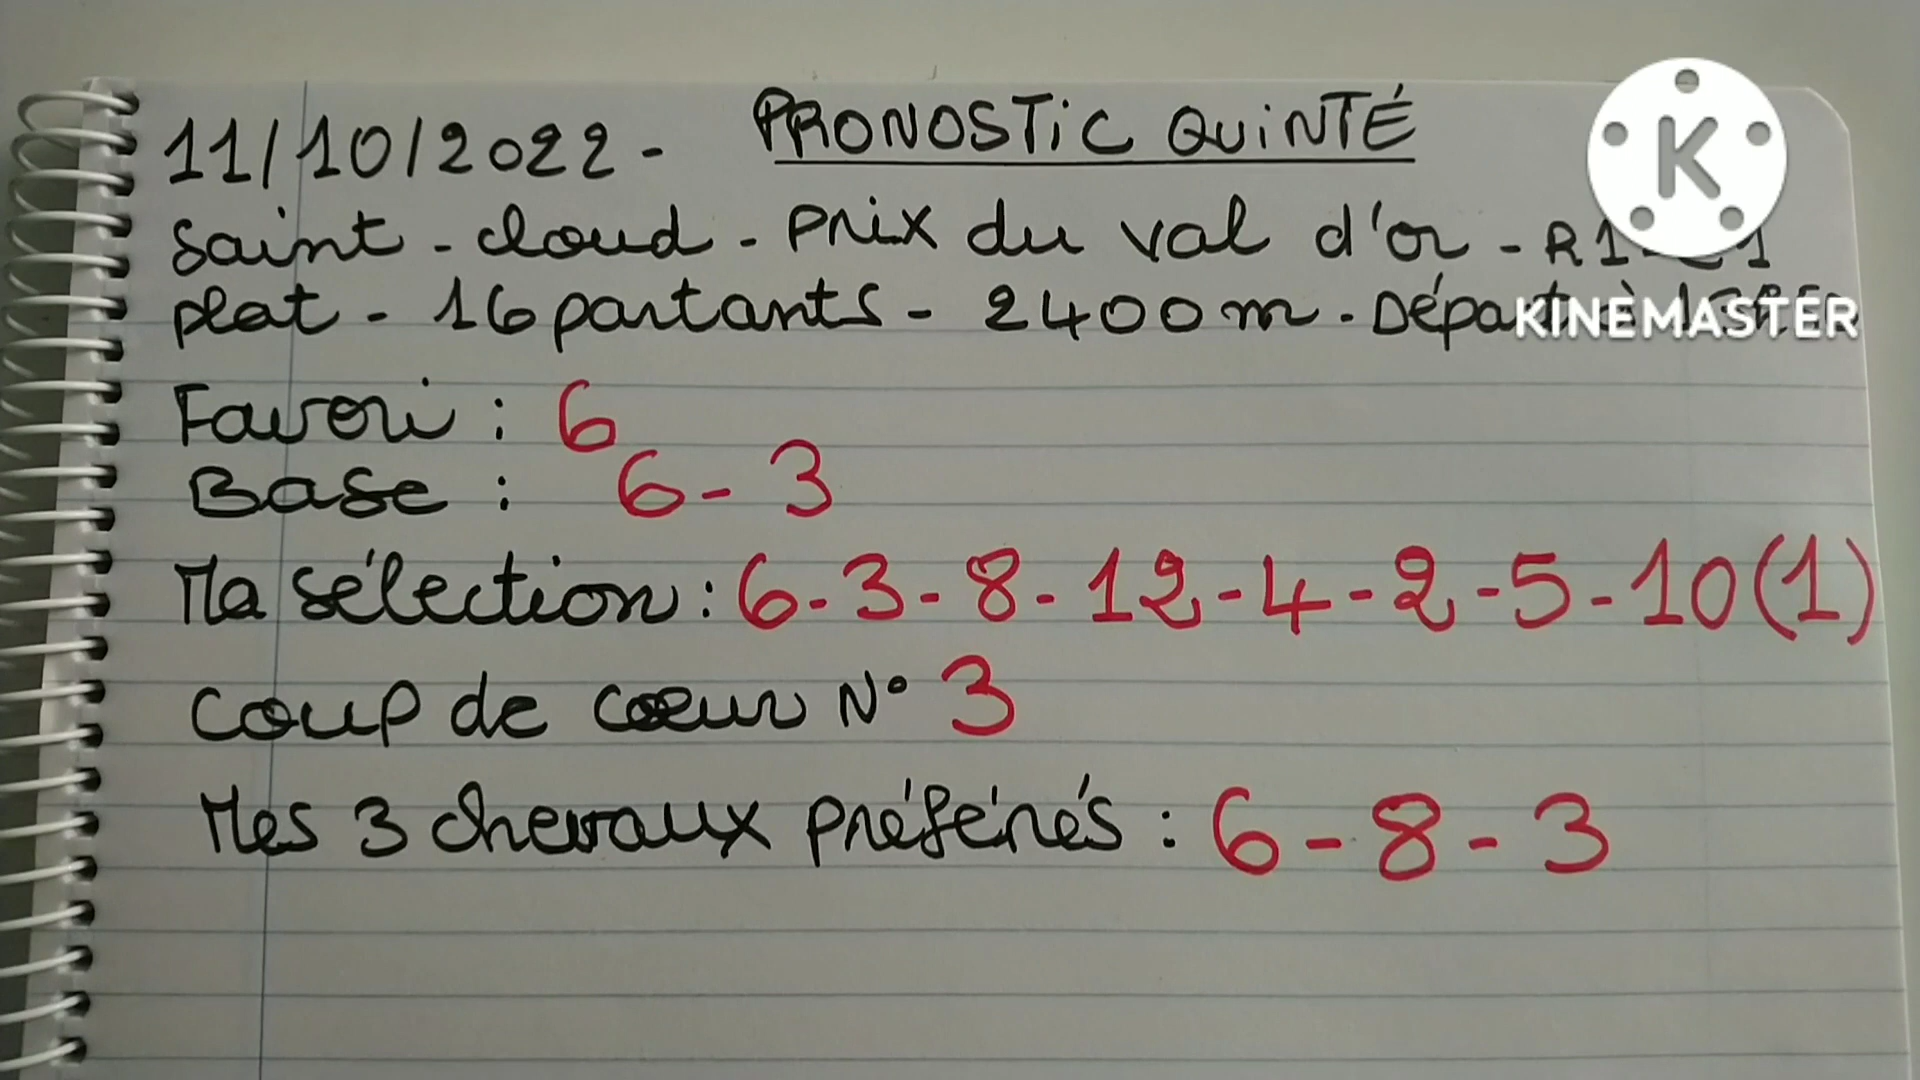 11/10/2022 - PRONOSTIC QUINTÉ
Saint-Cloud - Prix du val d'or - R1
plat - 16 partants - 2400m - Départ
K
KINEMASTER
Favori : 6
Base : 6 - 3
Ma sélection : 6 - 3 - 8 - 12 - 4 - 2 - 5 - 10 (1)
Coup de cœur N° 3
Mes 3 chevaux préférés : 6 - 8 - 3